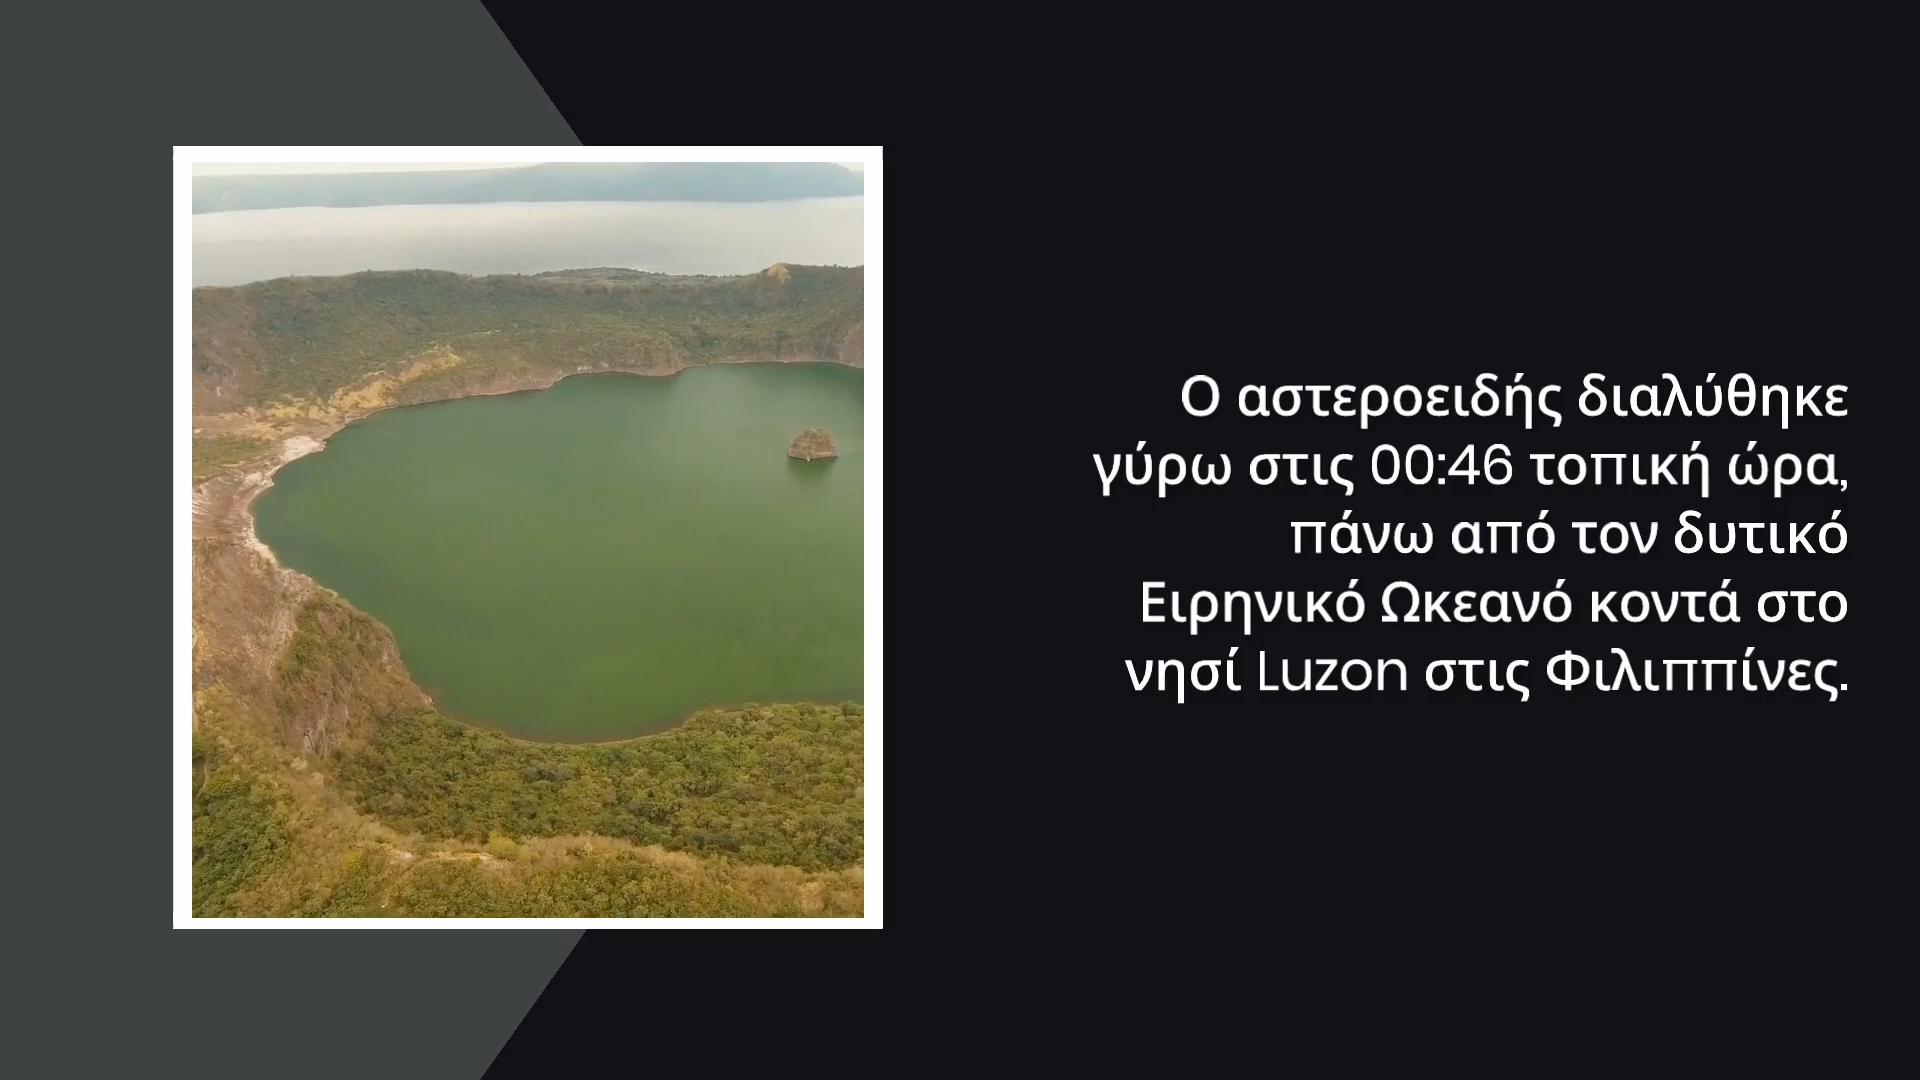 Ο αστεροειδής διαλύθηκε
γύρω στις 00:46 τοπική ώρα,
πάνω από τον δυτικό
Ειρηνικό Ωκεανό κοντά στο
νησί Luzon στις Φιλιππίνες.